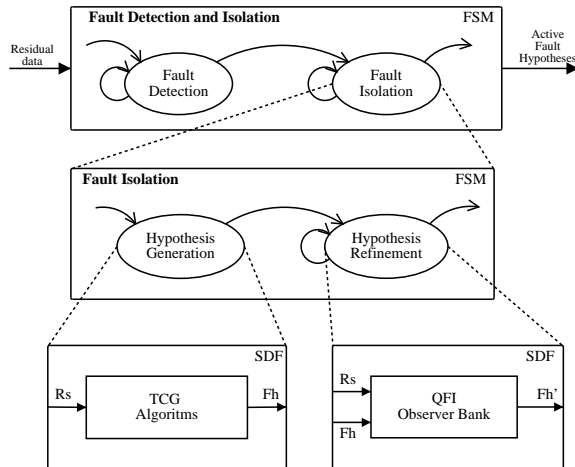 Fault Detection and Isolation
FSM
Residual
data
Fault
Detection
Fault
Isolation
Active
Fault
Hypotheses
Fault Isolation
FSM
Hypothesis
Generation
Hypothesis
Refinement
SDF
Rs
TCG
Algoritms
Fh
SDF
Rs
Fh
QFI
Observer Bank
Fh'